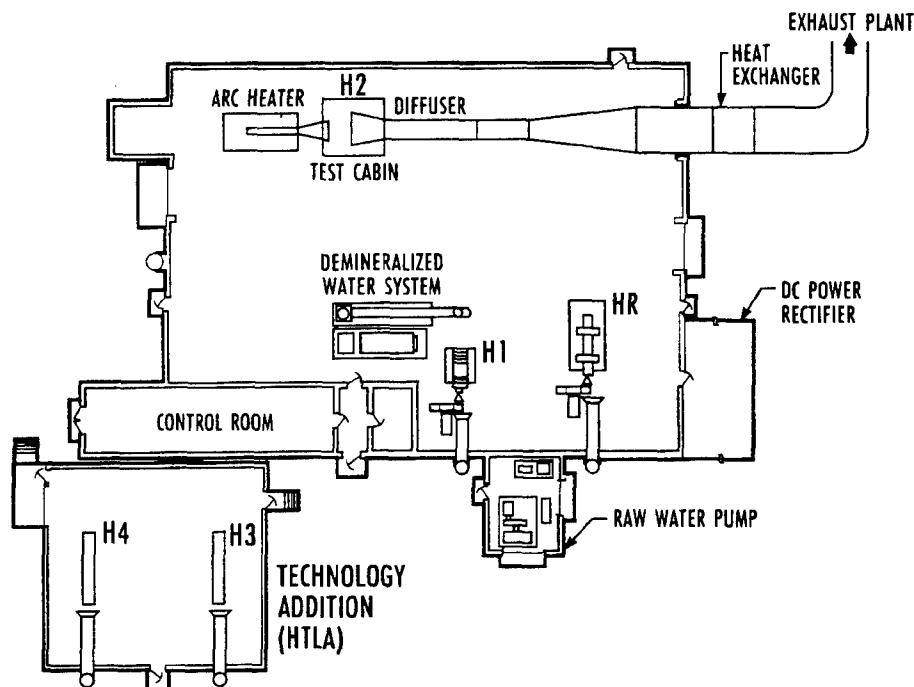 EXHAUST PLANT
HEAT
EXCHANGER
H2
ARC HEATER
DIFFUSER
TEST CABIN
DEMINERALIZED
WATER SYSTEM
HR
DC POWER
RECTIFIER
H1
CONTROL ROOM
RAW WATER PUMP
H4
H3
TECHNOLOGY
ADDITION
(HTLA)